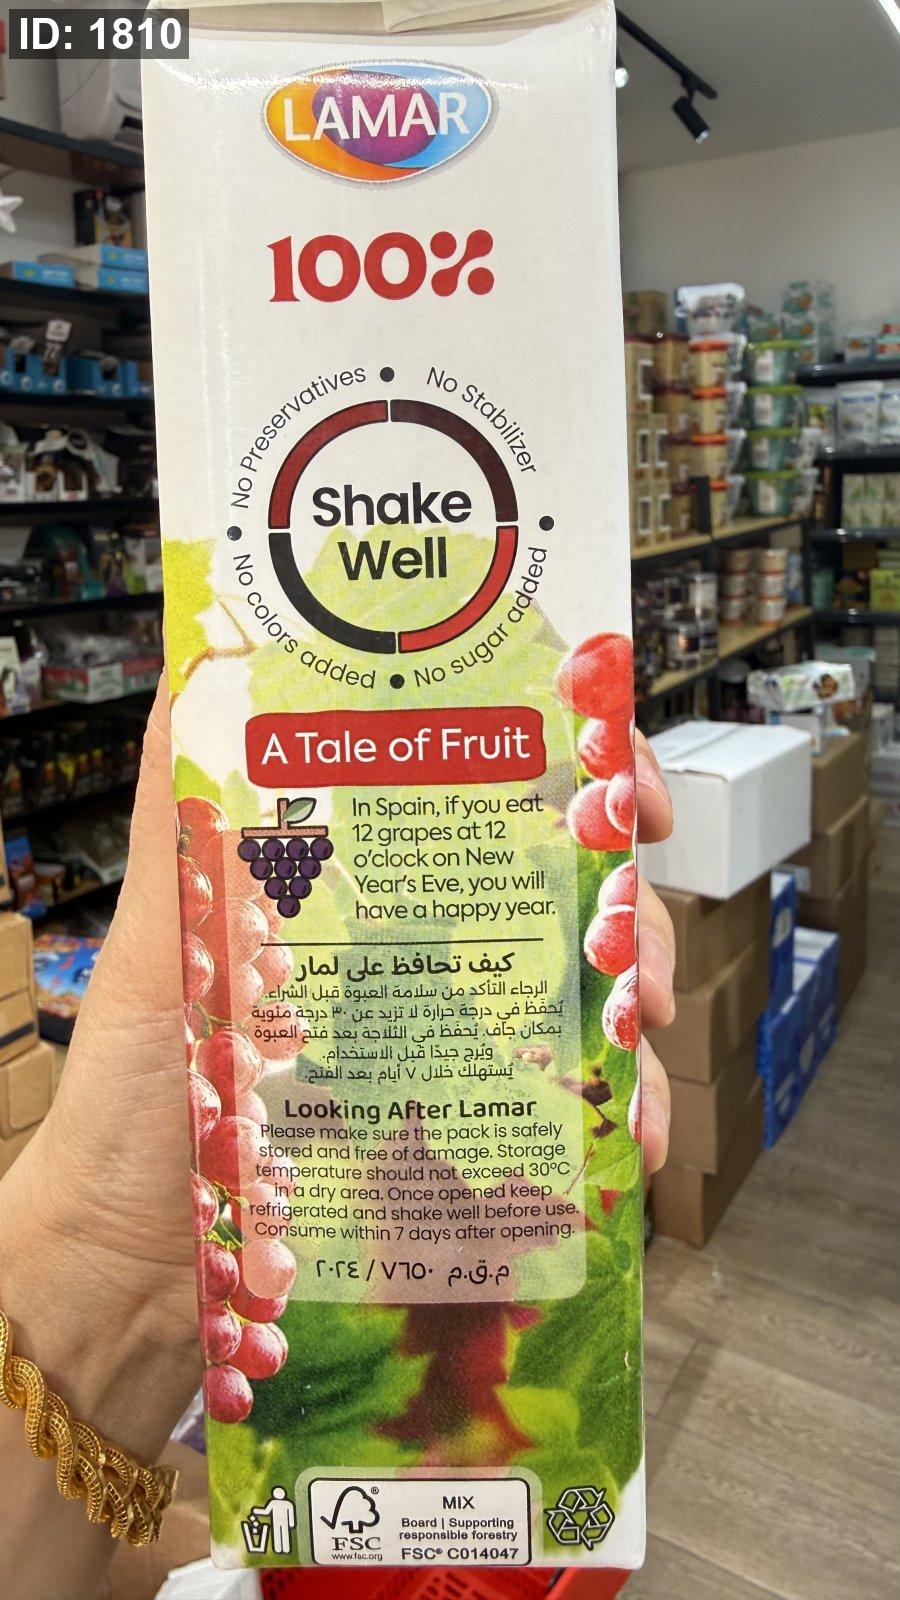 ID: 1810
LAMAR
100%
No Preservatives • No Stabilizer
• No colors added • No sugar added •
Shake
Well
A Tale of Fruit
In Spain, if you eat
12 grapes at 12
o'clock on New
Year's Eve, you will
have a happy year.
كيف تحافظ على لمار
الرجاء التأكد من سلامة العبوة قبل الشراء.
يُحفَظ في درجة حرارة لا تزيد عن ٣٠ درجة مئوية
بمكان جاف. يُحفَظ في الثلاجة بعد فتح العبوة
ويُرج جيدًا قبل الاستخدام.
يُستهلك خلال ٧ أيام بعد الفتح.
Looking After Lamar
Please make sure the pack is safely
stored and free of damage. Storage
temperature should not exceed 30°C
in a dry area. Once opened keep
refrigerated and shake well before use.
Consume within 7 days after opening.
م.ق.م ٧٦٥٠ / ٢٠٢٤
FSC®
www.fsc.org
MIX
Board | Supporting
responsible forestry
FSC® C014047